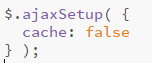 $.ajaxSetup( {
  cache: false
} );